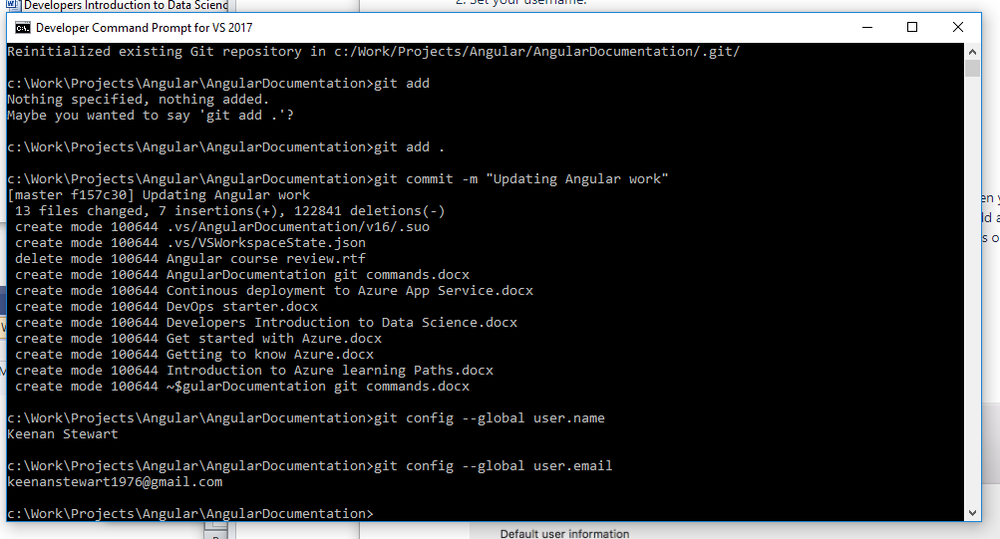 Developers Introduction to Data Scienc
2. Set your username:
Developer Command Prompt for VS 2017
Reinitialized existing Git repository in c:/Work/Projects/Angular/AngularDocumentation/.git/
c:\Work\Projects\Angular\AngularDocumentation>git add
Nothing specified, nothing added.
Maybe you wanted to say 'git add .'?
c:\Work\Projects\Angular\AngularDocumentation>git add .
c:\Work\Projects\Angular\AngularDocumentation>git commit -m "Updating Angular work"
[master f157c30] Updating Angular work
13 files changed, 7 insertions(+), 122841 deletions(-)
create mode 100644 .vs/AngularDocumentation/v16/.suo
create mode 100644 .vs/VSWorkspaceState.json
delete mode 100644 Angular course review.rtf
create mode 100644 AngularDocumentation git commands.docx
create mode 100644 Continous deployment to Azure App Service.docx
create mode 100644 DevOps starter.docx
create mode 100644 Developers Introduction to Data Science.docx
create mode 100644 Get started with Azure.docx
create mode 100644 Getting to know Azure.docx
create mode 100644 Introduction to Azure learning Paths.docx
create mode 100644 ~$gularDocumentation git commands.docx
c:\Work\Projects\Angular\AngularDocumentation>git config --global user.name
Keenan Stewart
c:\Work\Projects\Angular\AngularDocumentation>git config --global user.email
keenanstewart1976@gmail.com
c:\Work\Projects\Angular\AngularDocumentation>
Default user information